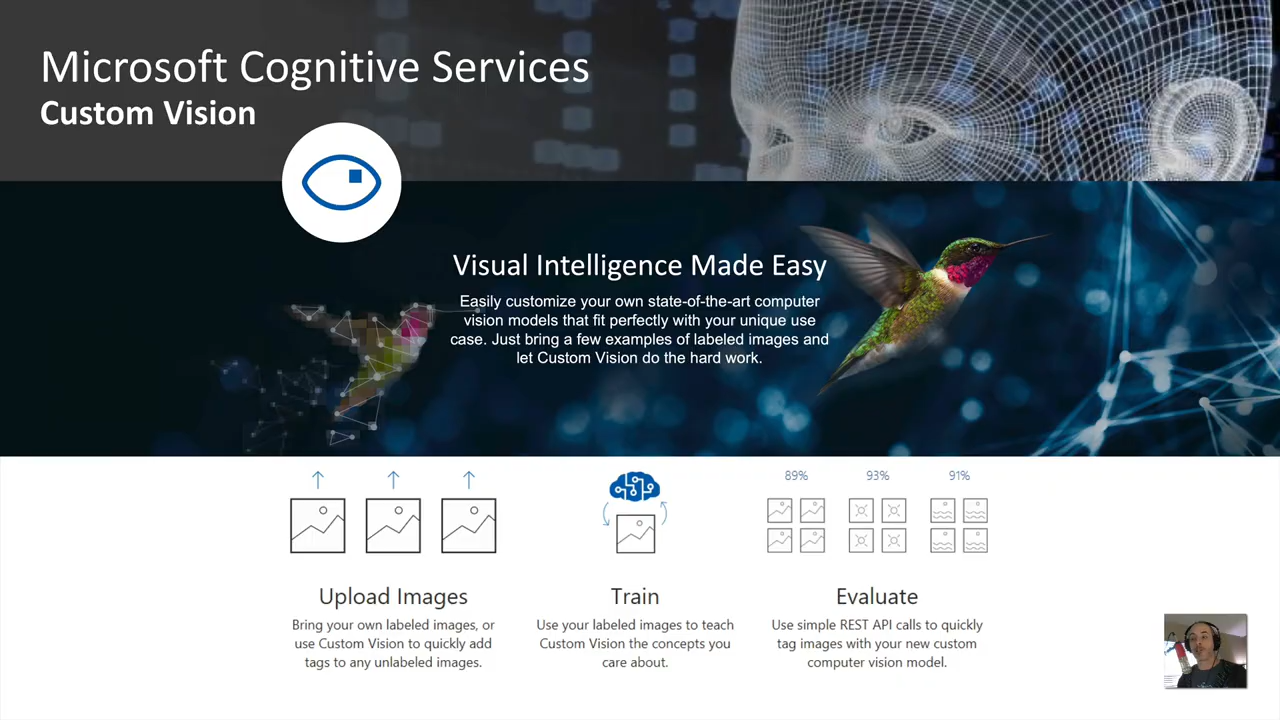 Microsoft Cognitive Services
Custom Vision
Visual Intelligence Made Easy
Easily customize your own state-of-the-art computer
vision models that fit perfectly with your unique use
case. Just bring a few examples of labeled images and
let Custom Vision do the hard work.
89%
93%
91%
Upload Images
Bring your own labeled images, or
use Custom Vision to quickly add
tags to any unlabeled images.
Train
Use your labeled images to teach
Custom Vision the concepts you
care about.
Evaluate
Use simple REST API calls to quickly
tag images with your new custom
computer vision model.